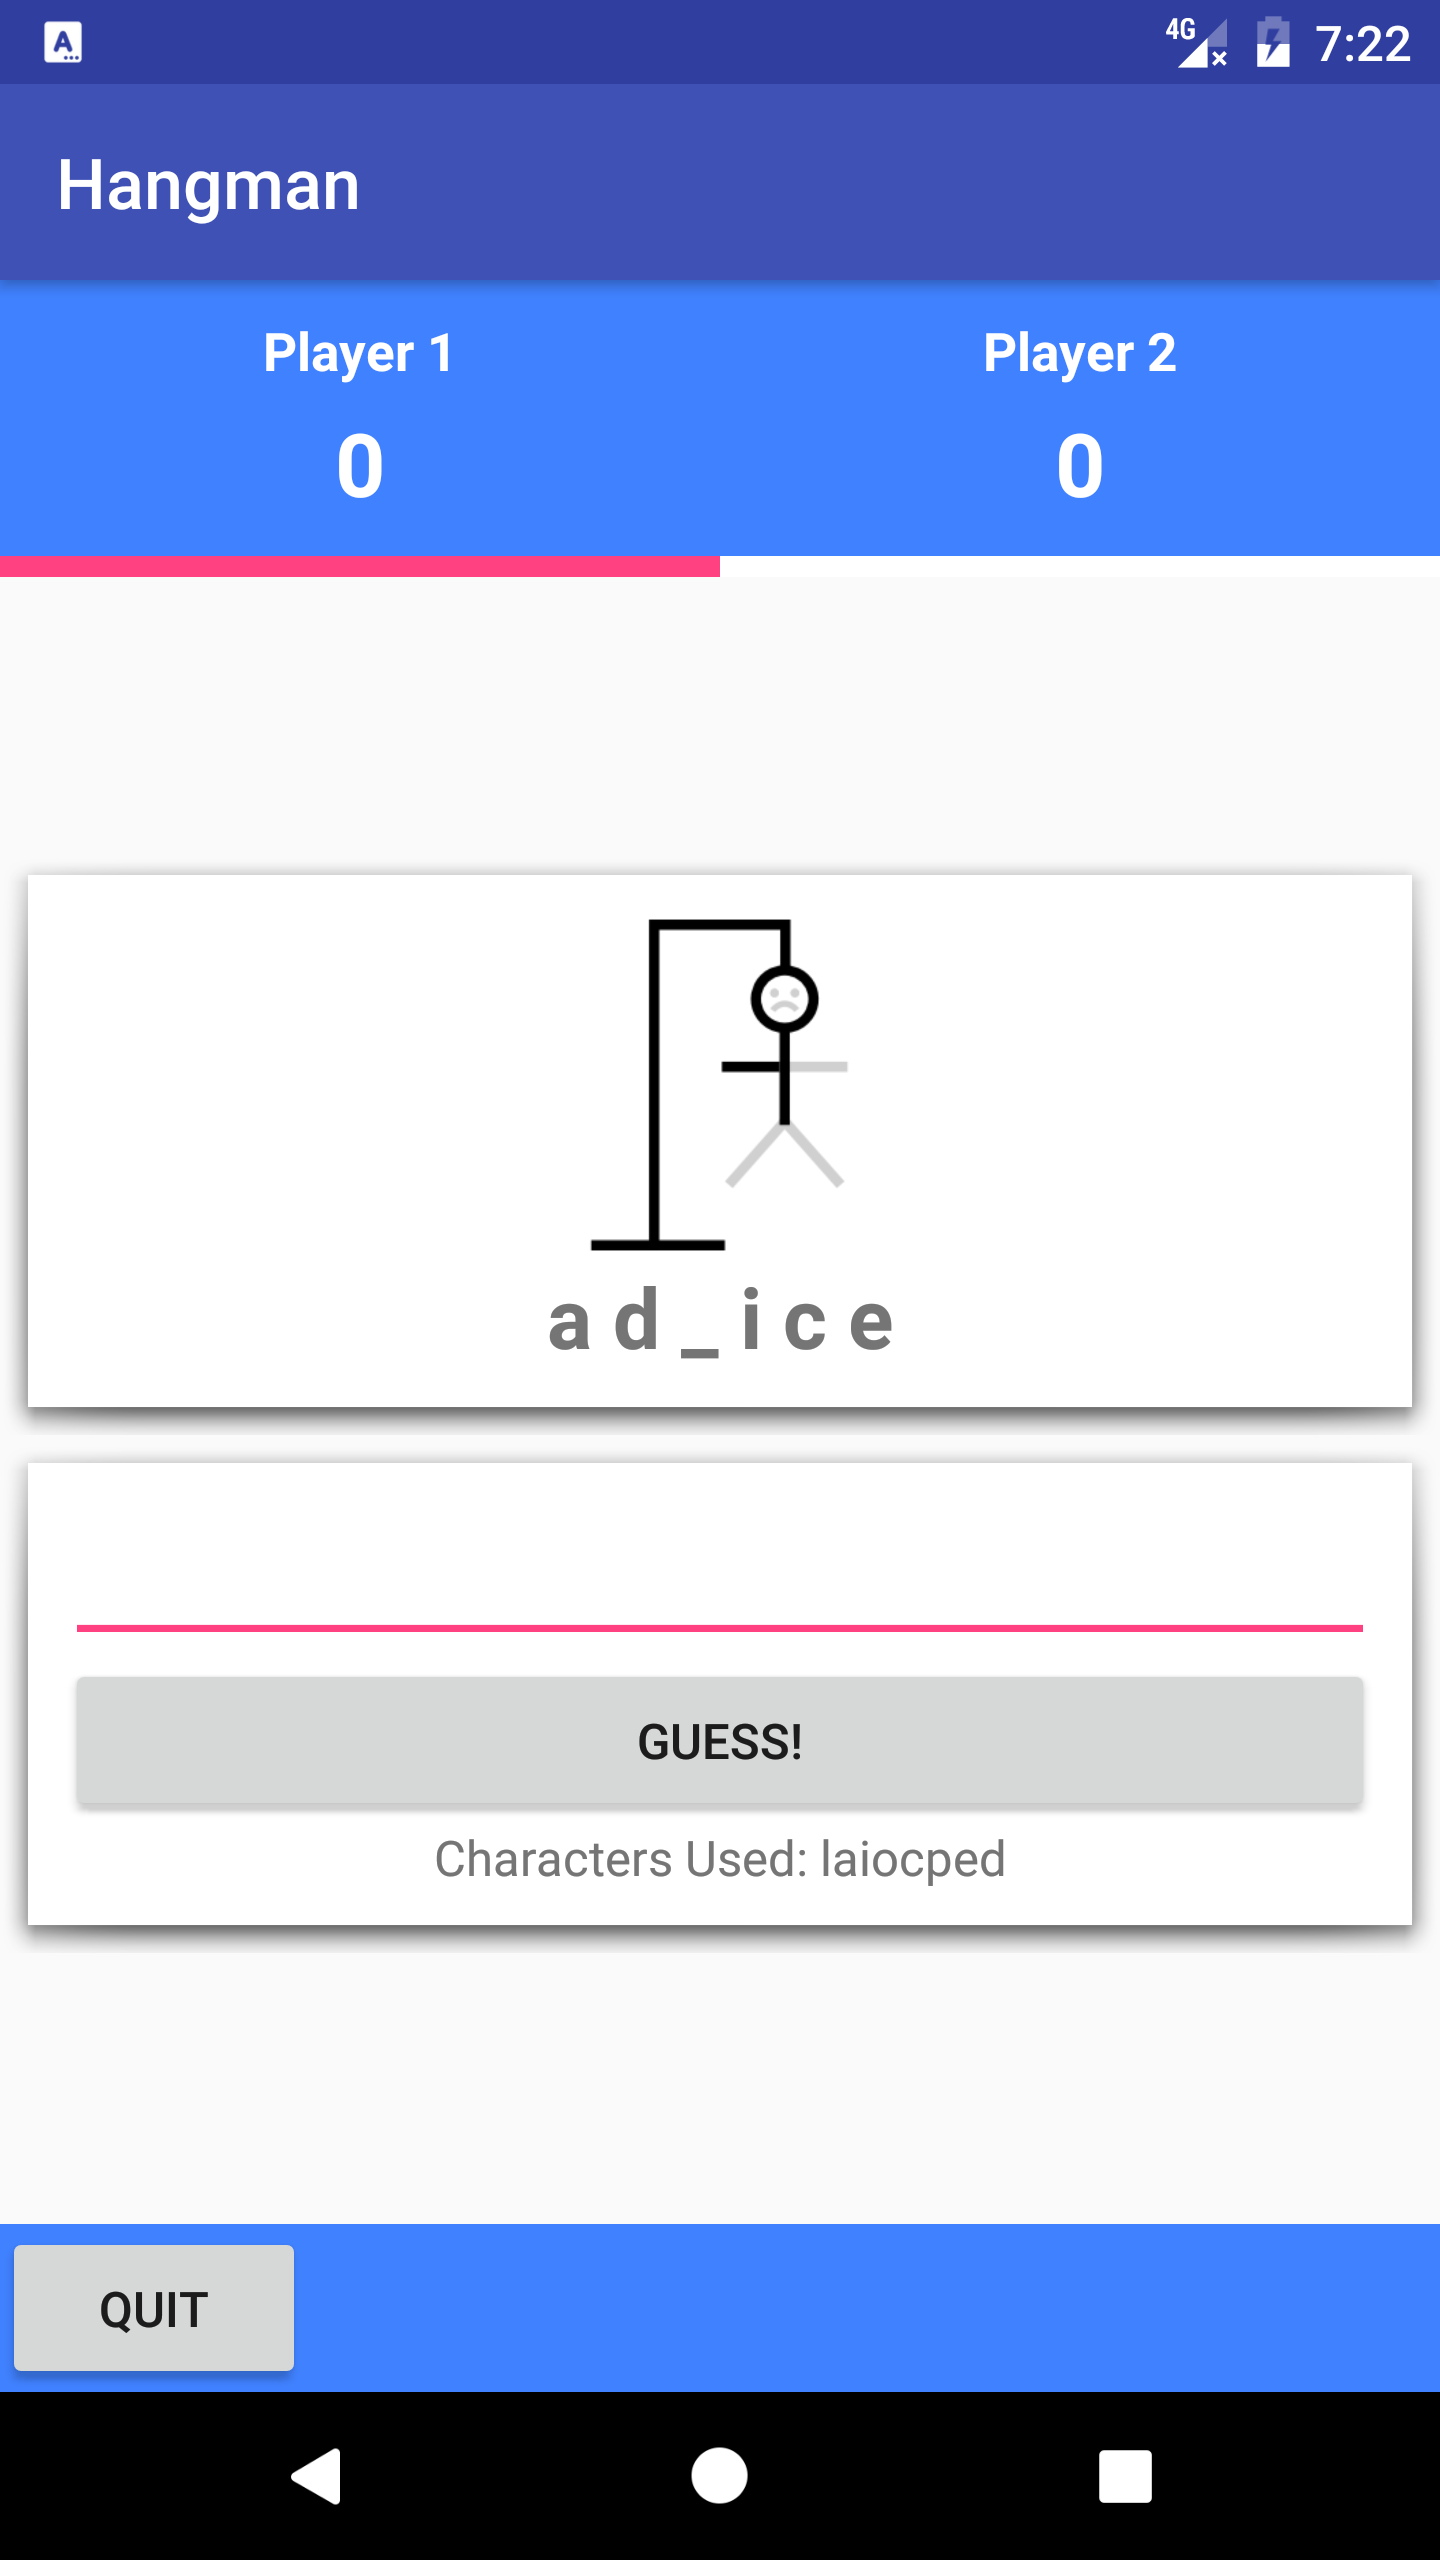 4G 7:22
Hangman
Player 1 Player 2
0 0
a d _ i c e
GUESS!
Characters Used: laiocped
QUIT